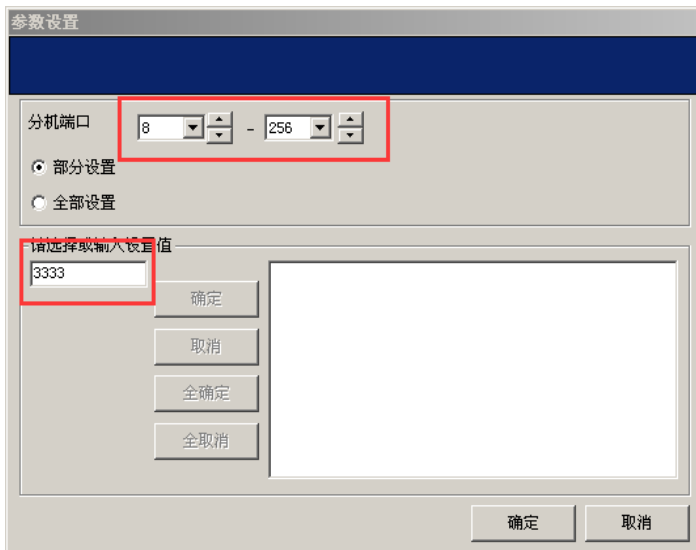 参数设置
分机端口 8 - 256
部分设置
全部设置
请选择或输入设置值
3333
确定
取消
全确定
全取消
确定 取消